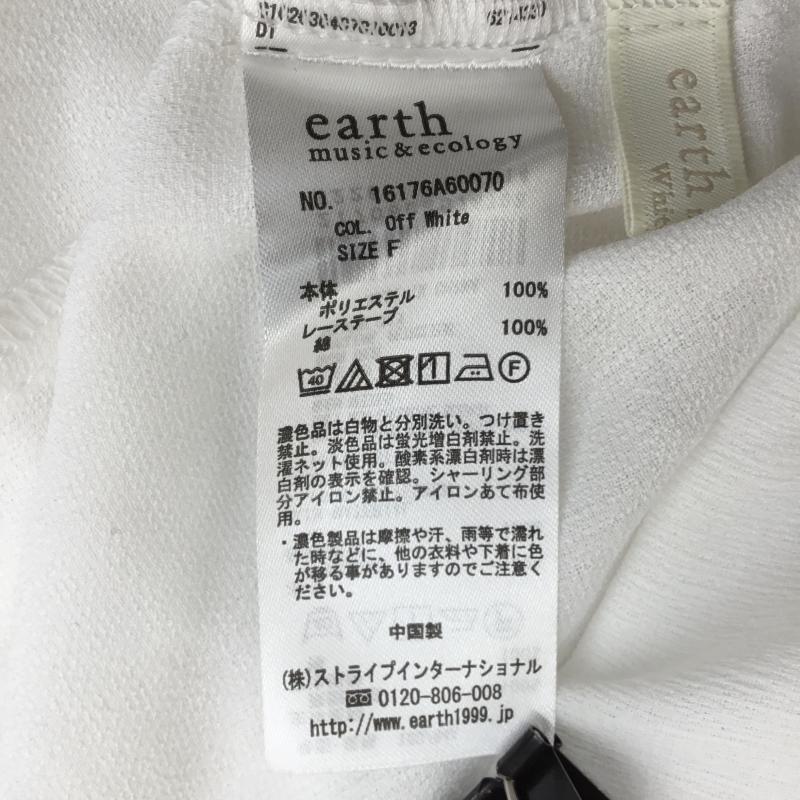 DI
earth
music&ecology
NO. 16176A60070
COL. Off White
SIZE F
本体
ポリエステル 100%
レーステープ
綿 100%
40
F
濃色品は白物と分別洗い。つけ置き
禁止。淡色品は蛍光増白剤禁止。洗
濯ネット使用。酸素系漂白剤時は漂
白剤の表示を確認。シャーリング部
分アイロン禁止。アイロンあて布使
用。
・濃色製品は摩擦や汗、雨等で濡れ
た時などに、他の衣料や下着に色
が移る事がありますのでご注意く
ださい。
中国製
(株)ストライプインターナショナル
0120-806-008
http://www.earth1999.jp
earth